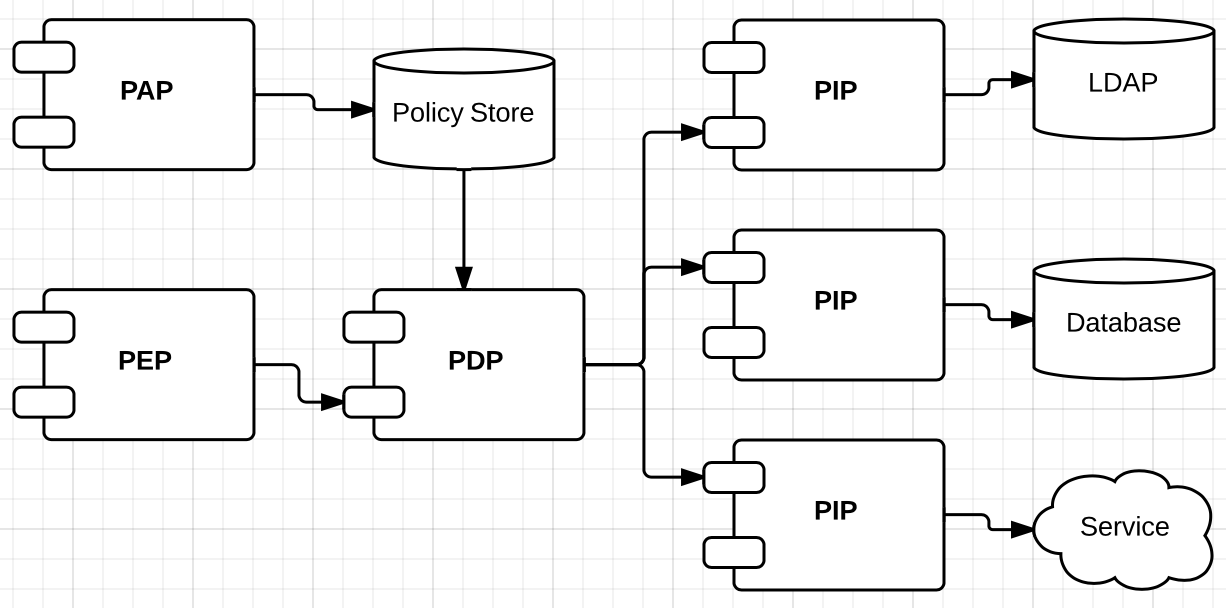 PAP
Policy Store
PIP
LDAP
PEP
PDP
PIP
Database
PIP
Service